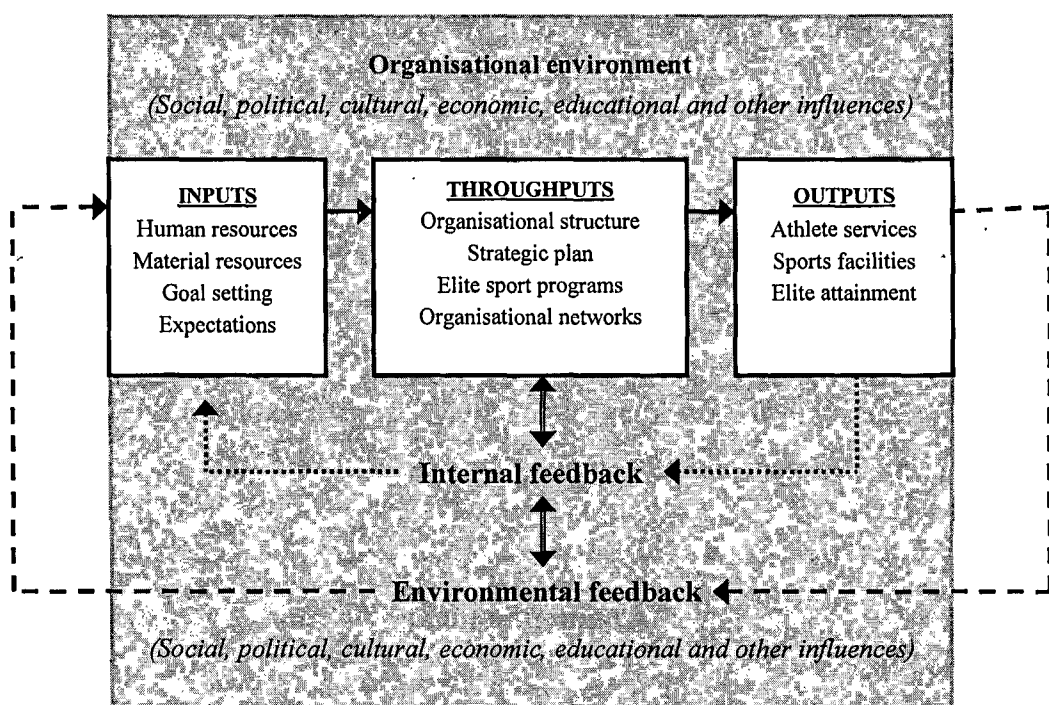 Organisational environment
(Social, political, cultural, economic, educational and other influences)
INPUTS
Human resources
Material resources
Goal setting
Expectations
THROUGHPUTS
Organisational structure
Strategic plan
Elite sport programs
Organisational networks
OUTPUTS
Athlete services
Sports facilities
Elite attainment
Internal feedback
Environmental feedback
(Social, political, cultural, economic, educational and other influences)